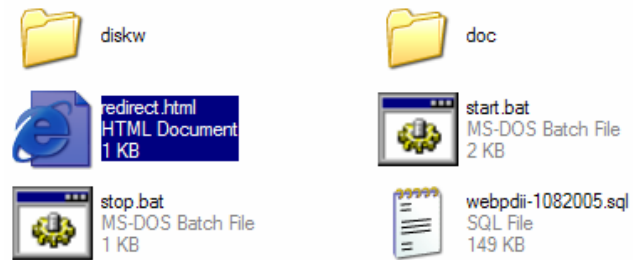 diskw
doc
redirect.html
HTML Document
1 KB
start.bat
MS-DOS Batch File
2 KB
stop.bat
MS-DOS Batch File
1 KB
webpdii-1082005.sql
SQL File
149 KB